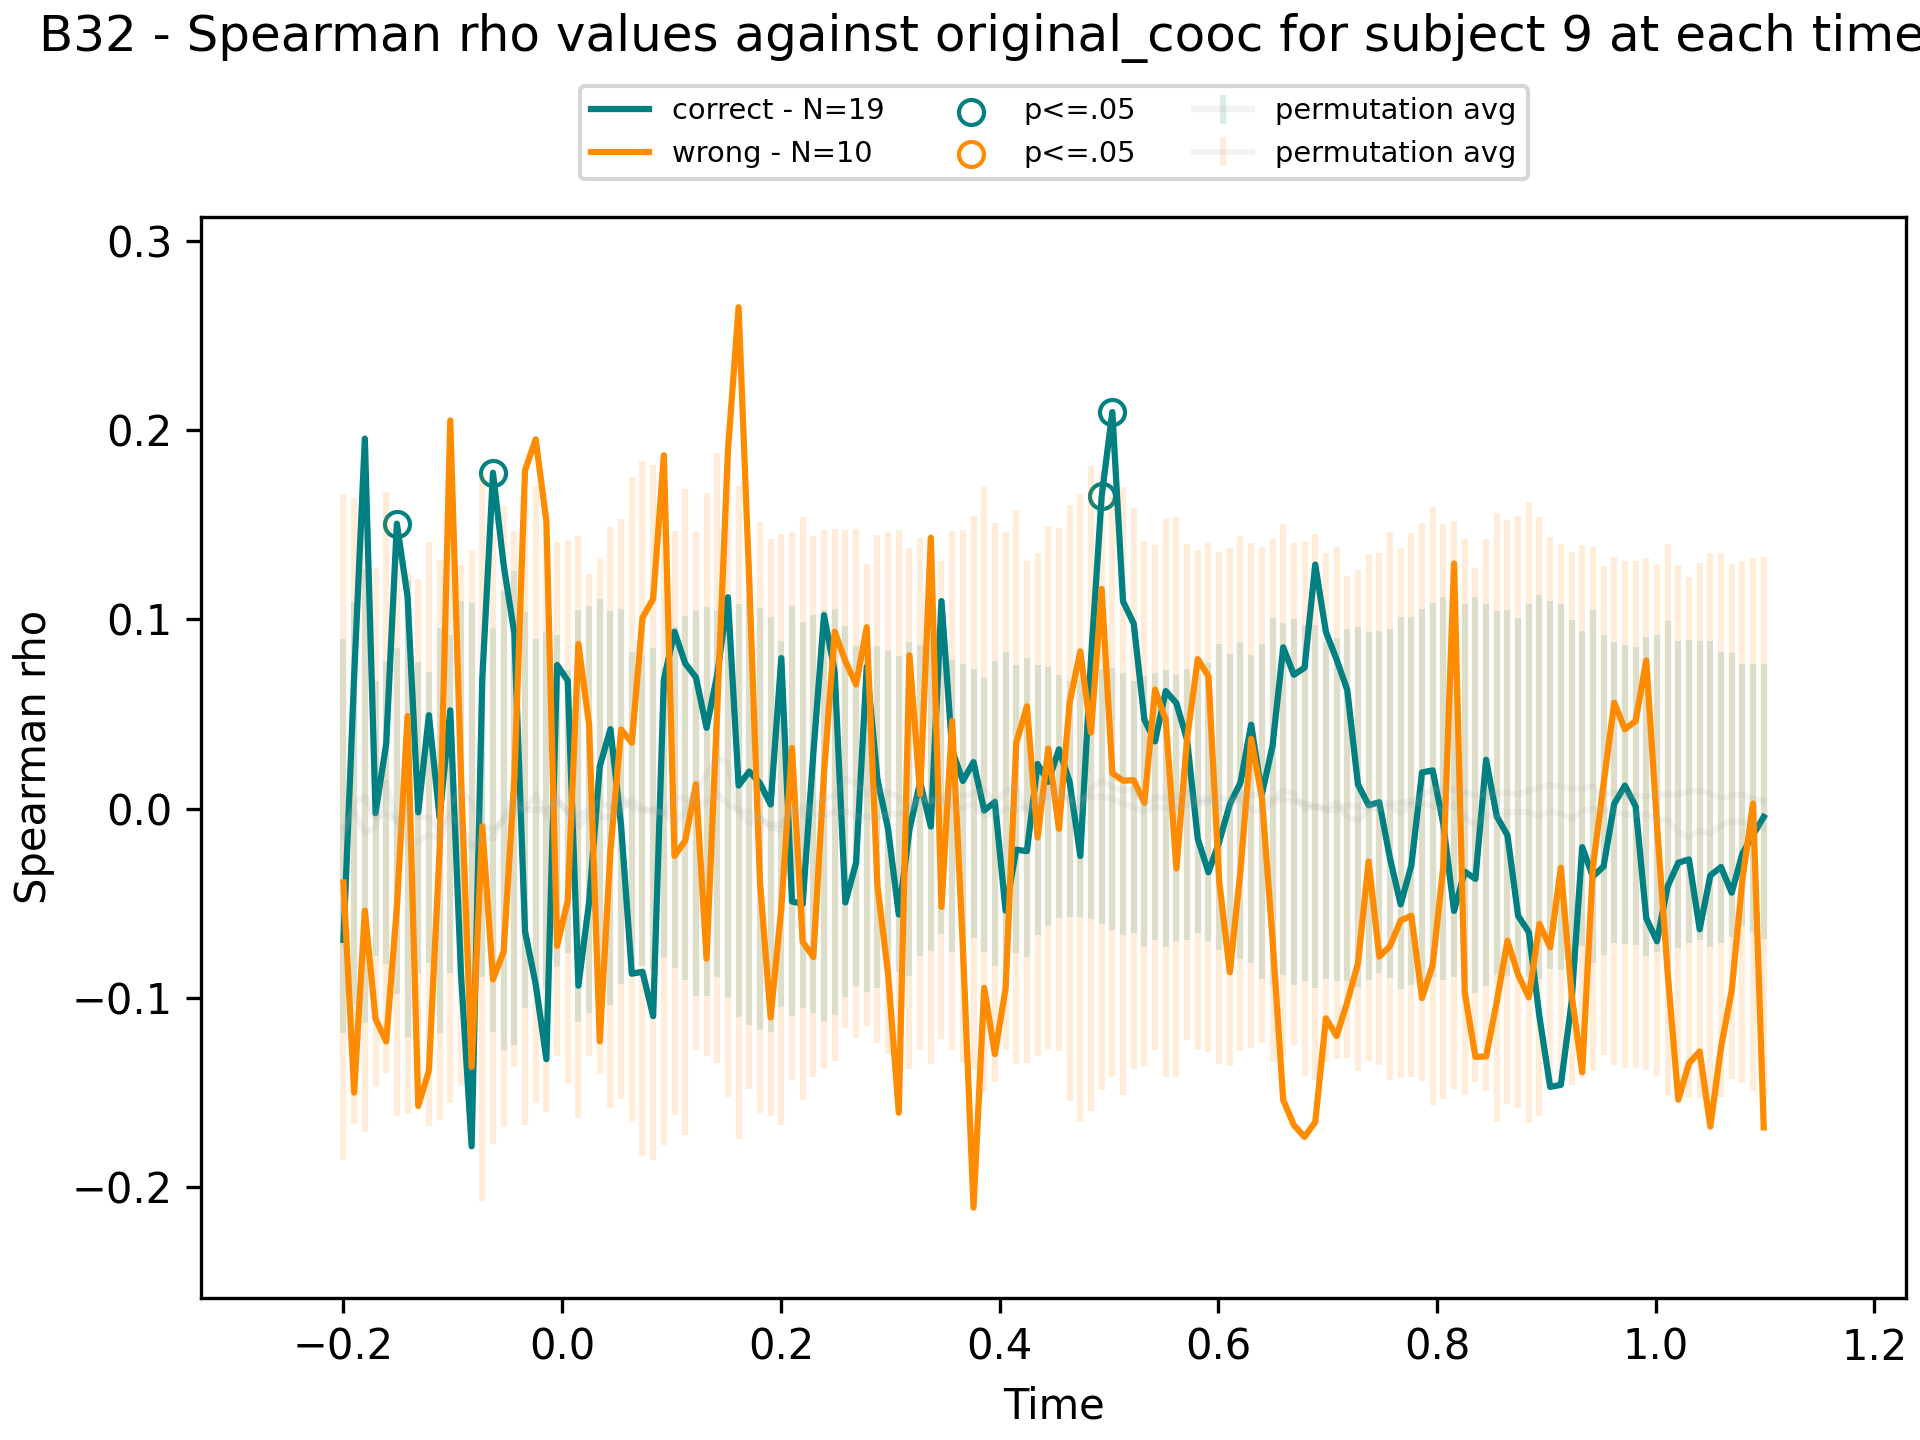 B32 - Spearman rho values against original_cooc for subject 9 at each time
correct - N=19
wrong - N=10
p<=.05
p<=.05
permutation avg
permutation avg
Spearman rho
0.3
0.2
0.1
0.0
−0.1
−0.2
−0.2
0.0
0.2
0.4
0.6
0.8
1.0
1.2
Time